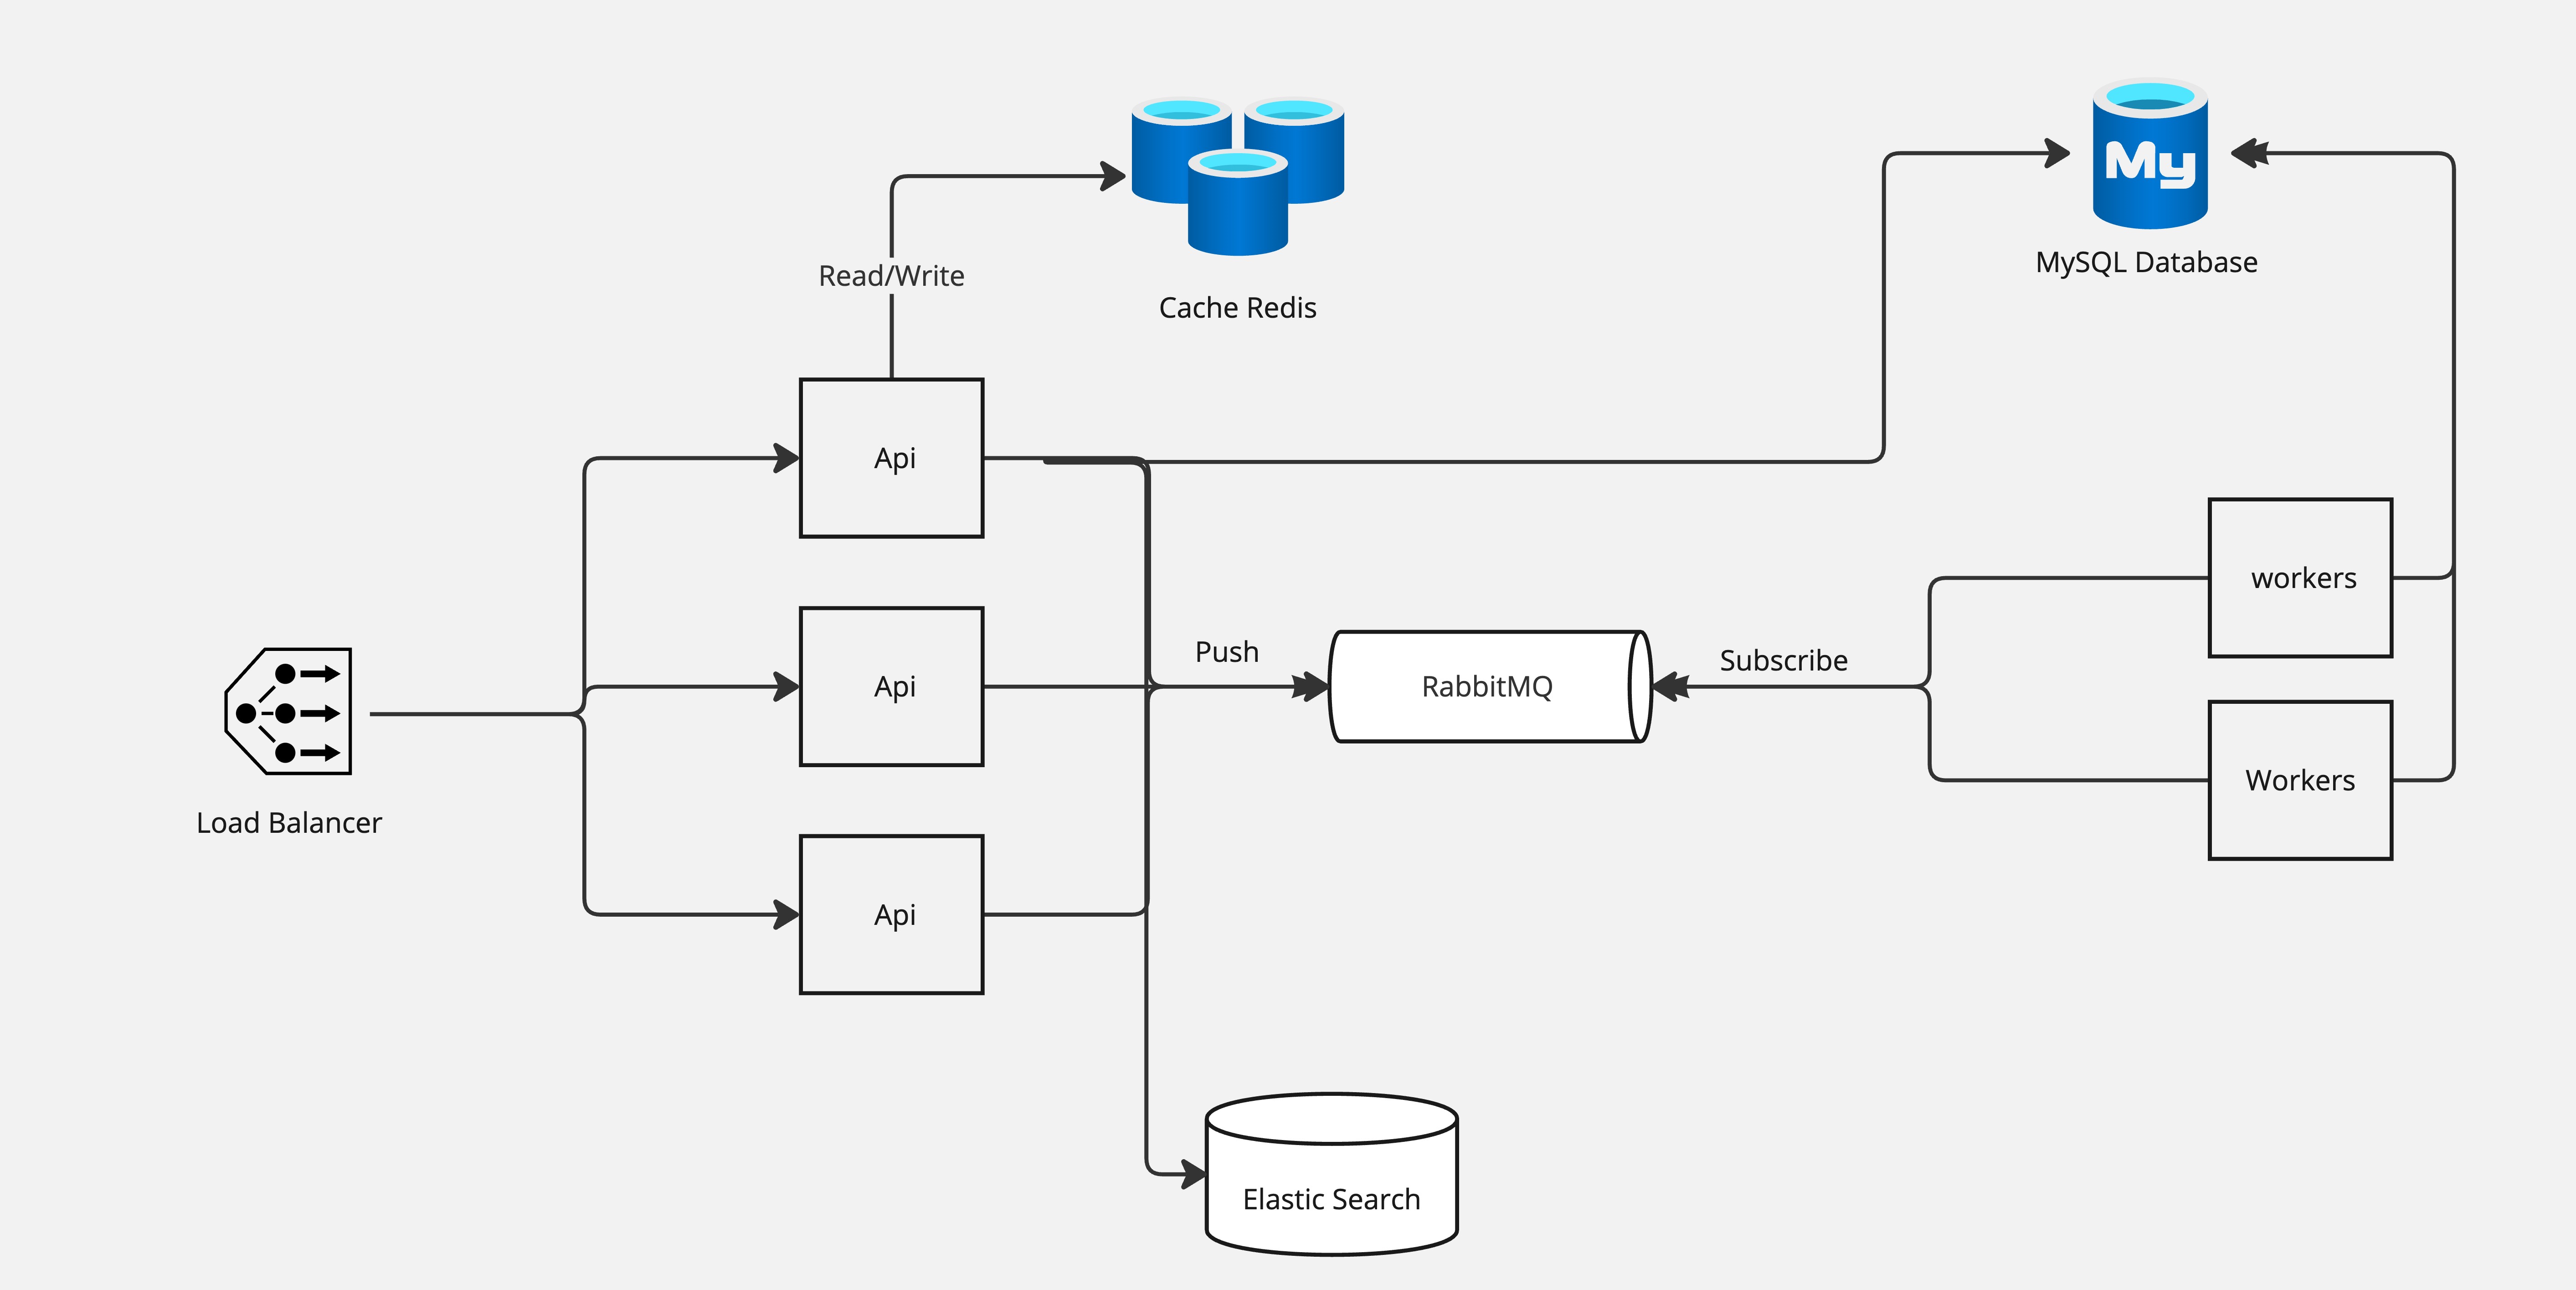 My
MySQL Database
Read/Write
Cache Redis
Api
workers
Push
Subscribe
Api
RabbitMQ
Workers
Load Balancer
Api
Elastic Search